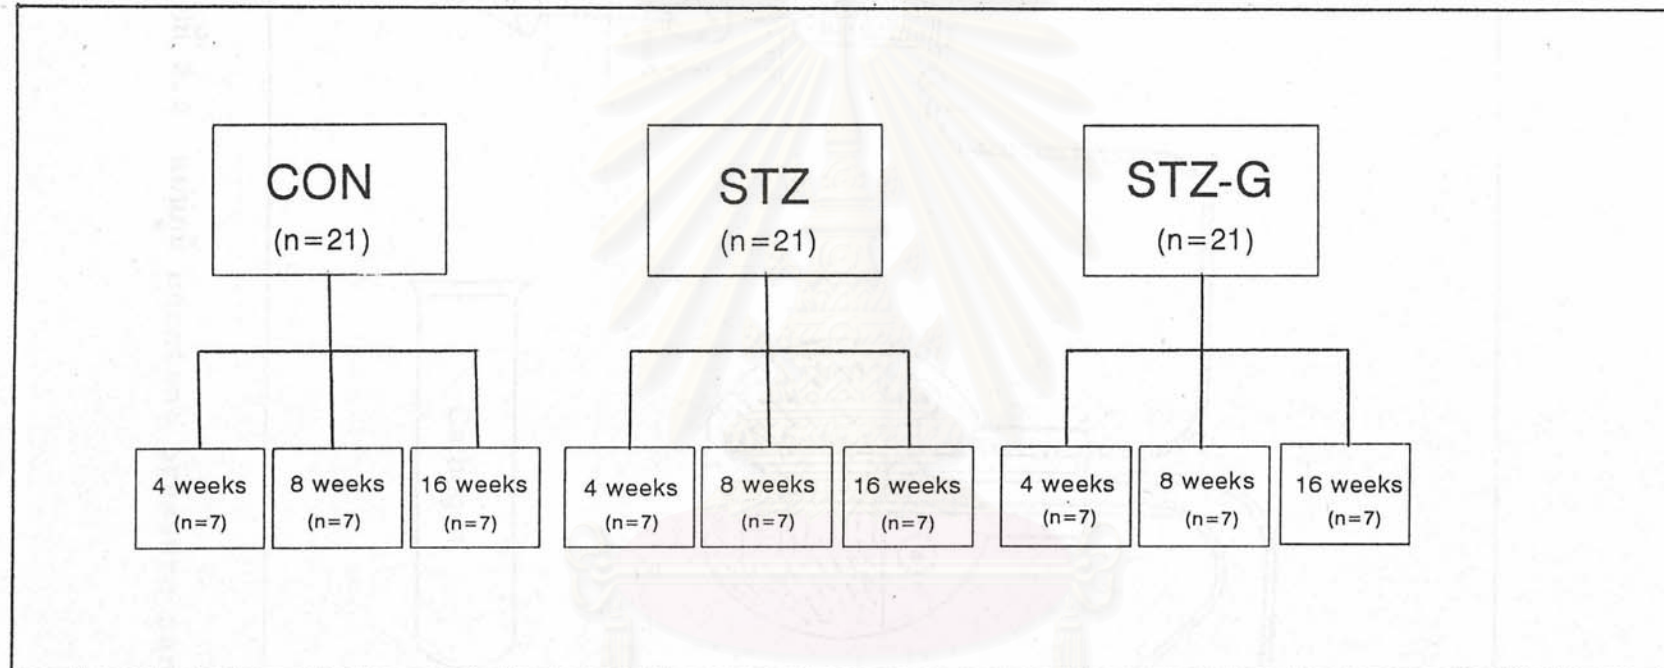 CON
(n=21)
STZ
(n=21)
STZ-G
(n=21)
4 weeks
(n=7)
8 weeks
(n=7)
16 weeks
(n=7)
4 weeks
(n=7)
8 weeks
(n=7)
16 weeks
(n=7)
4 weeks
(n=7)
8 weeks
(n=7)
16 weeks
(n=7)